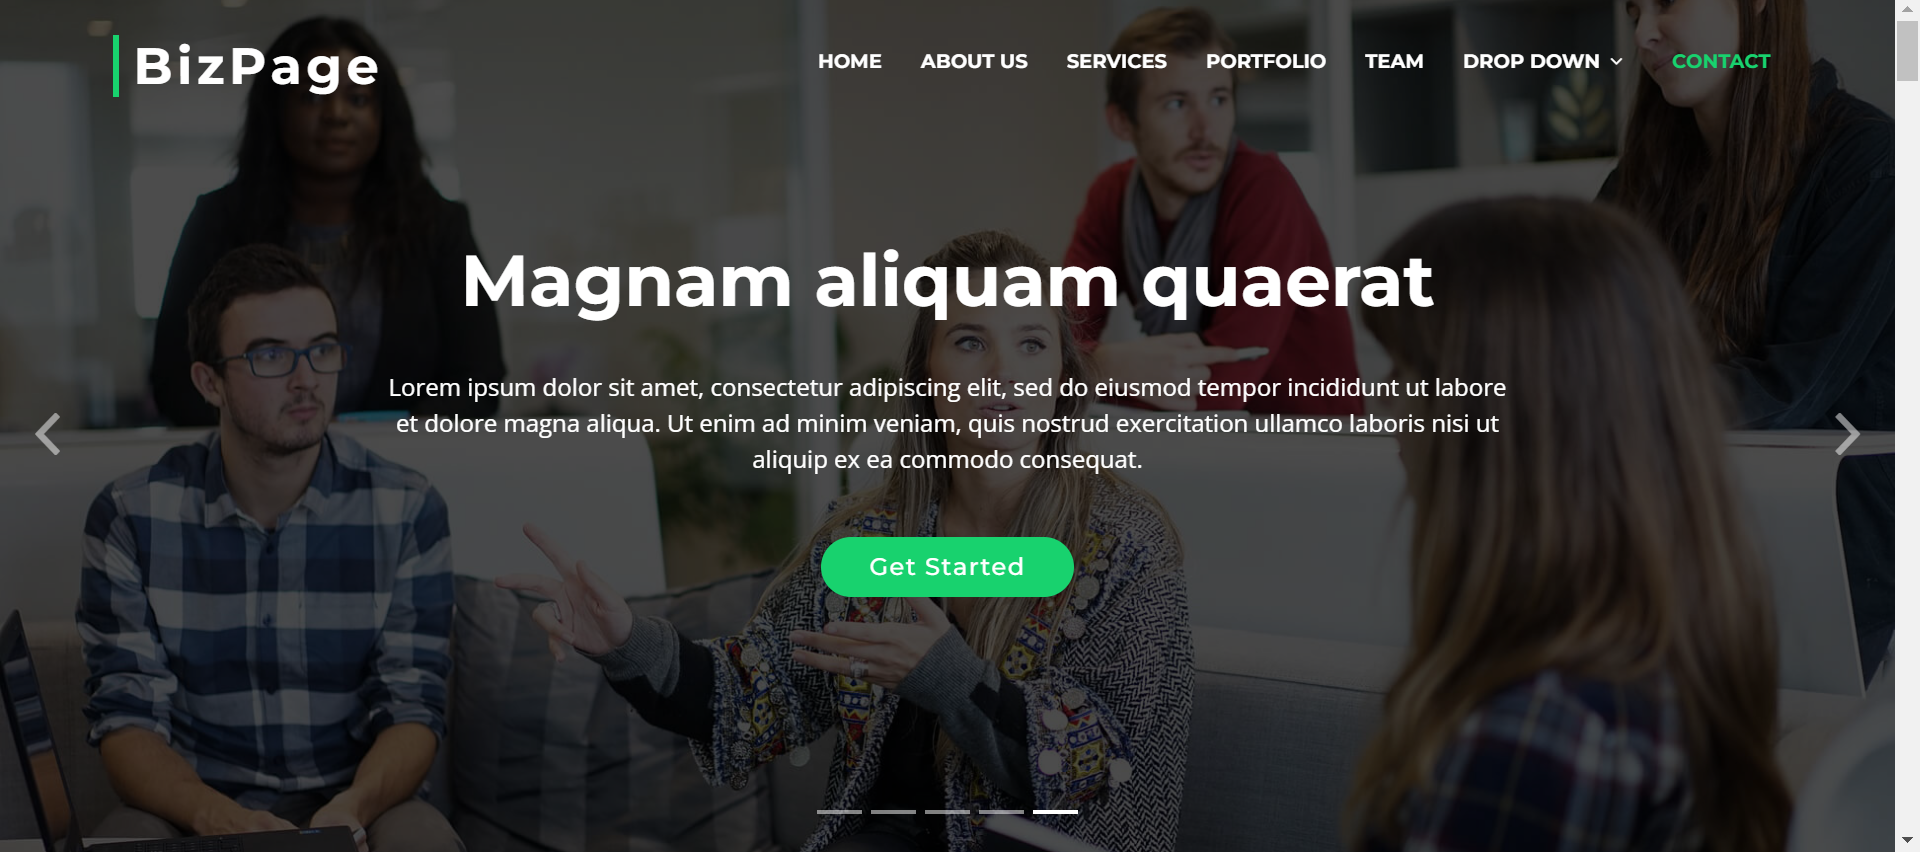 BizPage
HOME ABOUT US SERVICES PORTFOLIO TEAM DROP DOWN CONTACT
Magnam aliquam quaerat
Lorem ipsum dolor sit amet, consectetur adipiscing elit, sed do eiusmod tempor incididunt ut labore
et dolore magna aliqua. Ut enim ad minim veniam, quis nostrud exercitation ullamco laboris nisi ut
aliquip ex ea commodo consequat.
Get Started